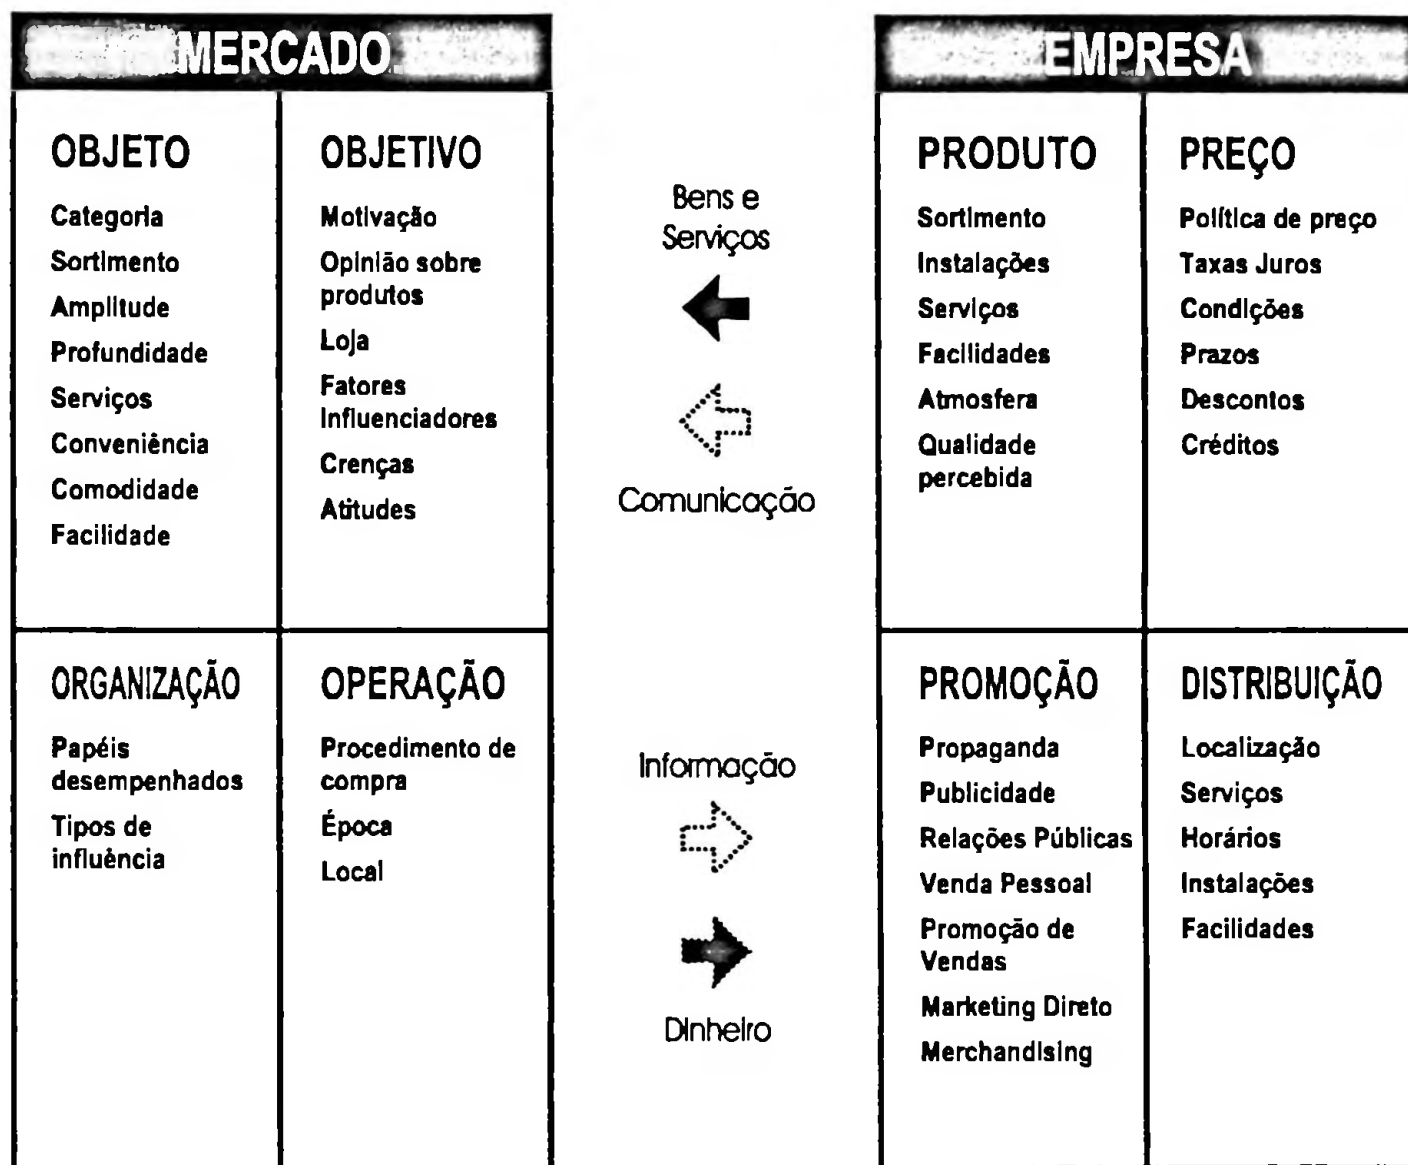 MERCADO
OBJETO
Categoria
Sortimento
Amplitude
Profundidade
Serviços
Conveniência
Comodidade
Facilidade
OBJETIVO
Motivação
Opinião sobre
produtos
Loja
Fatores
Influenciadores
Crenças
Atitudes
ORGANIZAÇÃO
Papéis
desempenhados
Tipos de
influência
OPERAÇÃO
Procedimento de
compra
Época
Local
Bens e
Serviços
Comunicação
Informação
Dinheiro
EMPRESA
PRODUTO
Sortimento
Instalações
Serviços
Facilidades
Atmosfera
Qualidade
percebida
PREÇO
Política de preço
Taxas Juros
Condições
Prazos
Descontos
Créditos
PROMOÇÃO
Propaganda
Publicidade
Relações Públicas
Venda Pessoal
Promoção de
Vendas
Marketing Direto
Merchandising
DISTRIBUIÇÃO
Localização
Serviços
Horários
Instalações
Facilidades